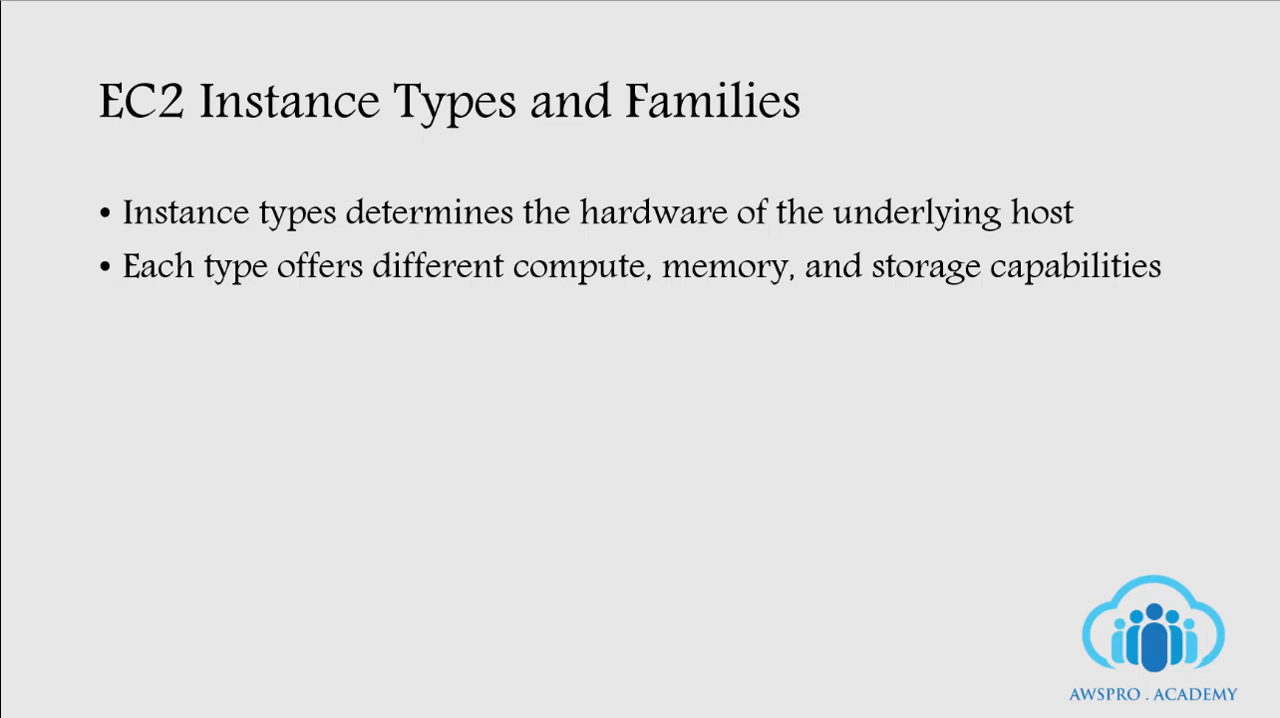 EC2 Instance Types and Families
• Instance types determines the hardware of the underlying host
• Each type offers different compute, memory, and storage capabilities
AWSPRO . ACADEMY